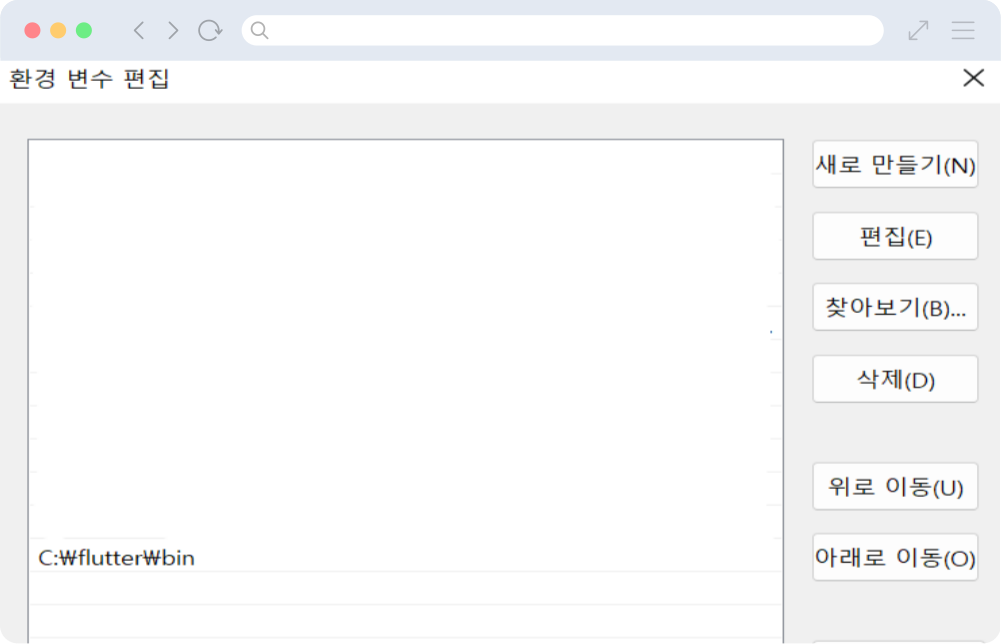 환경 변수 편집
새로 만들기(N)
편집(E)
찾아보기(B)...
삭제(D)
위로 이동(U)
C:₩flutter₩bin
아래로 이동(O)